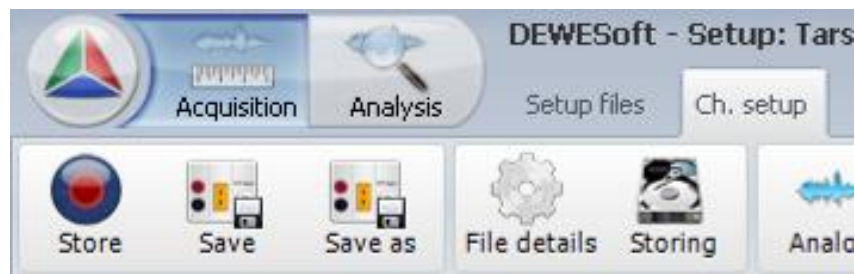 DEWESoft - Setup: Tars
Acquisition Analysis Setup files Ch. setup
Store Save Save as File details Storing Analo